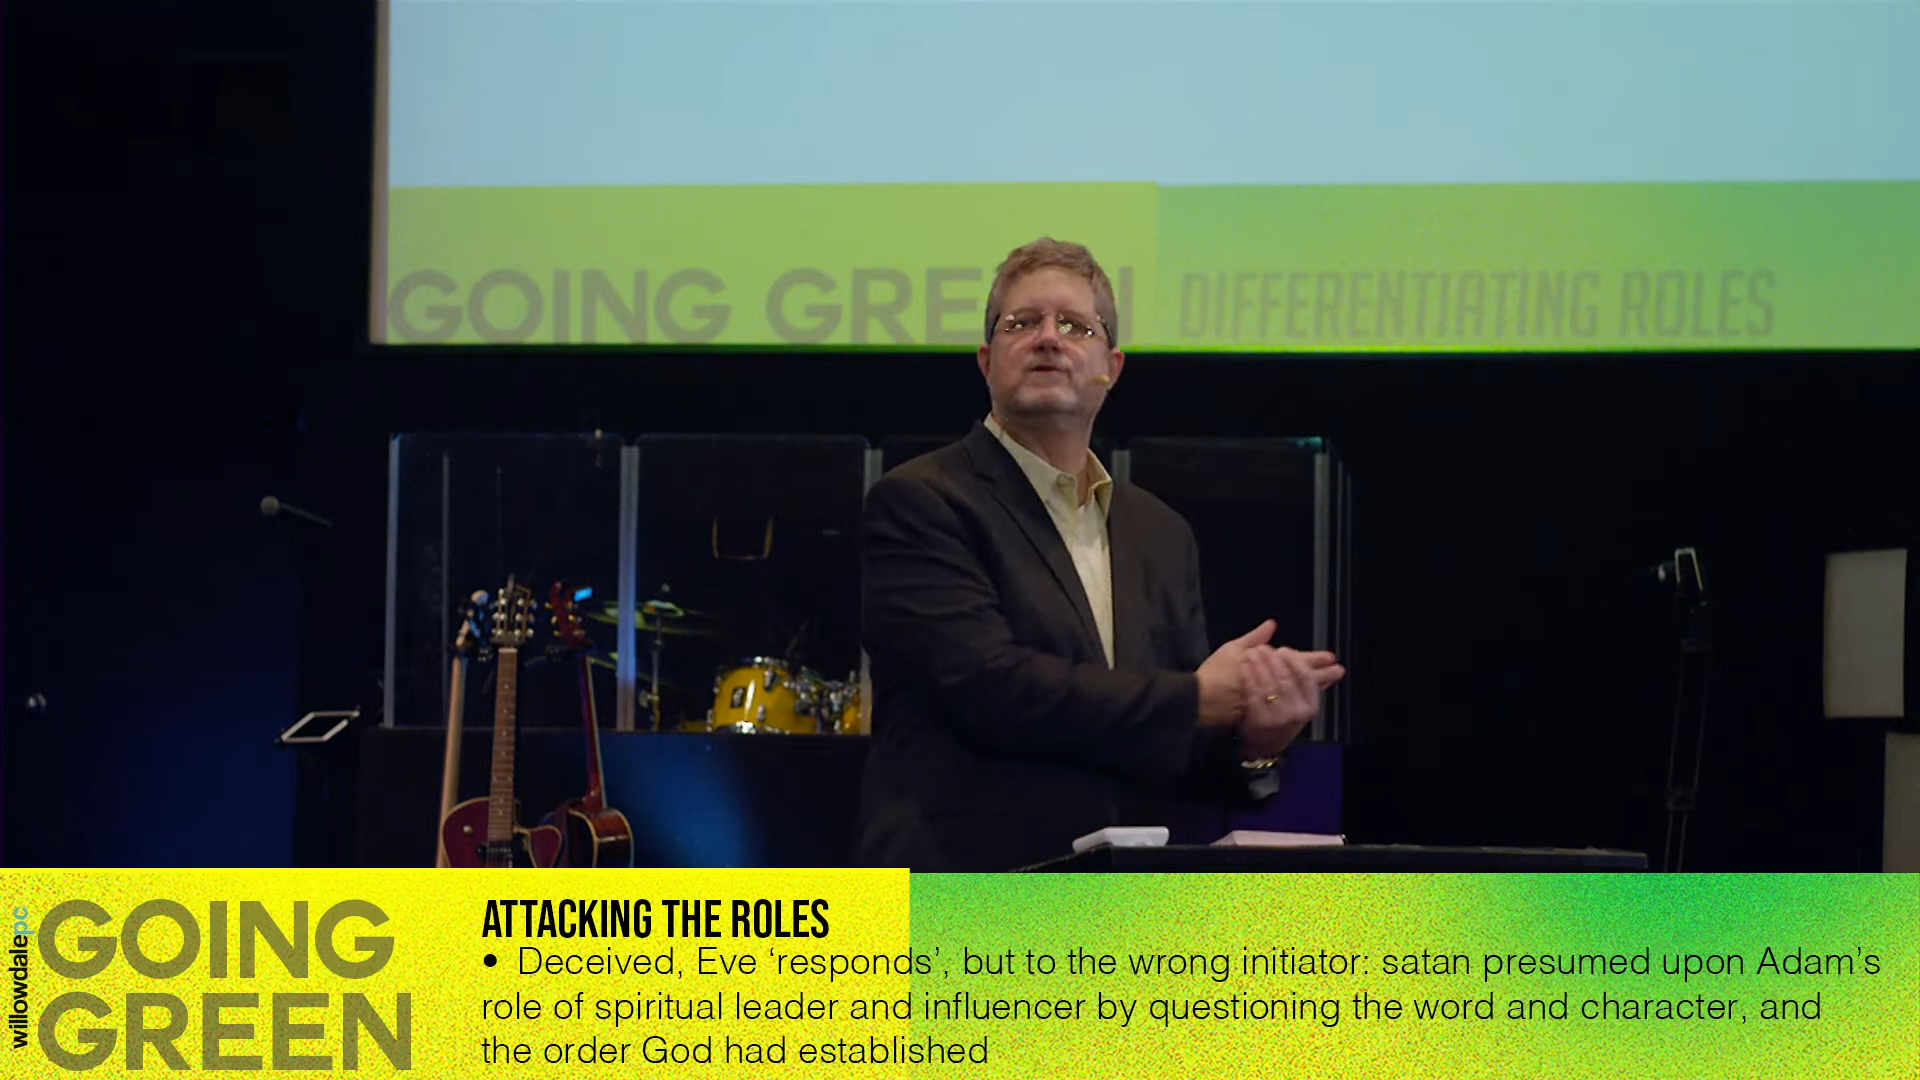 GOING GREE
DIFFERENTIATING ROLES
willowdalepc
GOING
GREEN
ATTACKING THE ROLES
• Deceived, Eve ‘responds’, but to the wrong initiator: satan presumed upon Adam’s
role of spiritual leader and influencer by questioning the word and character, and
the order God had established